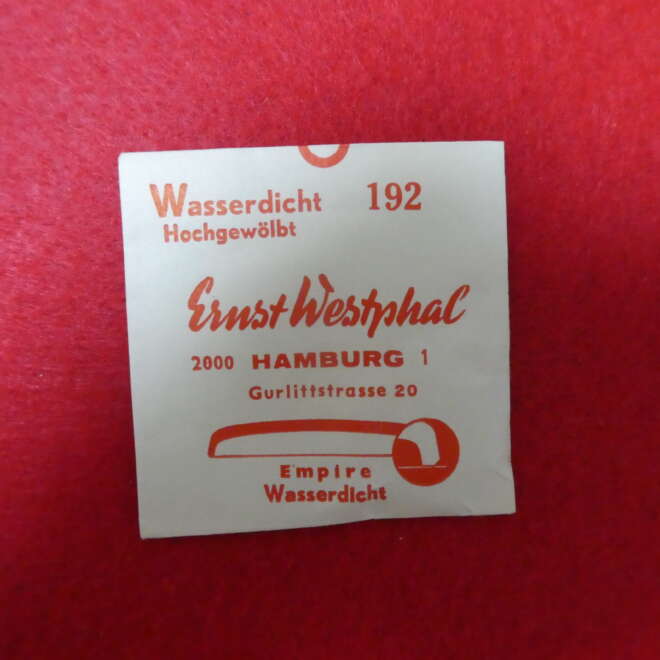 Wasserdicht 192
Hochgewölbt
Ernst Westphal
2000 HAMBURG 1
Gurlittstrasse 20
Empire
Wasserdicht